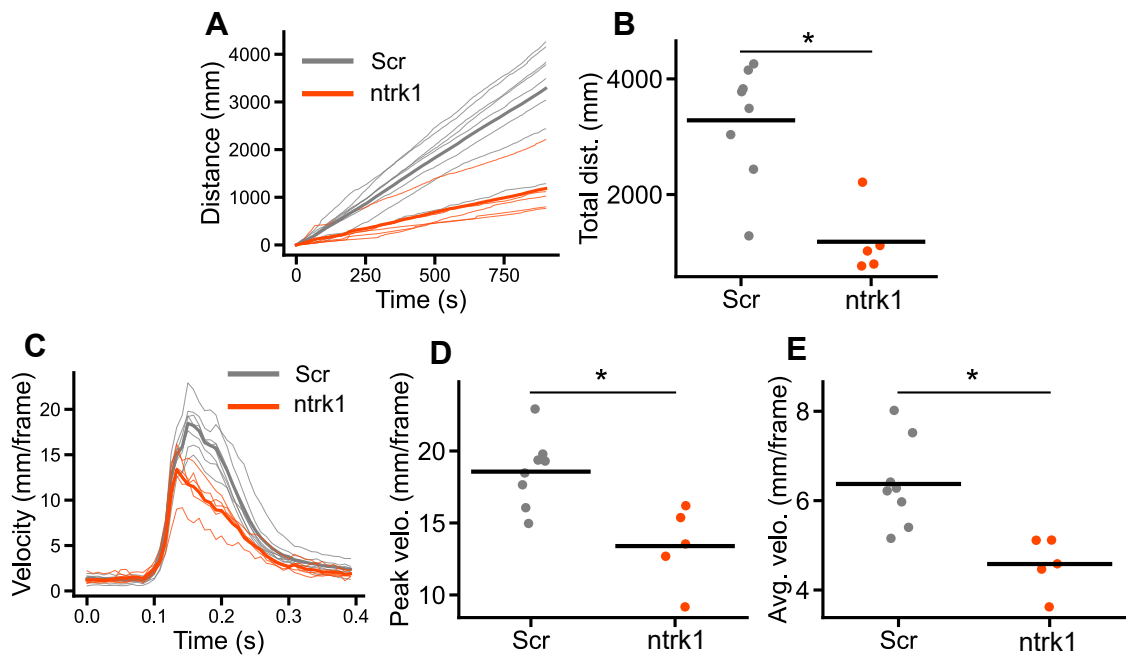 A
Distance (mm)
4000
3000
2000
1000
0
Scr
ntrk1
0
250
500
750
Time (s)
B
*
Total dist. (mm)
4000
2000
Scr
ntrk1
C
Velocity (mm/frame)
20
15
10
5
0
Scr
ntrk1
0.0
0.1
0.2
0.3
0.4
Time (s)
D
*
Peak velo. (mm/frame)
20
15
10
Scr
ntrk1
E
*
Avg. velo. (mm/frame)
8
6
4
Scr
ntrk1